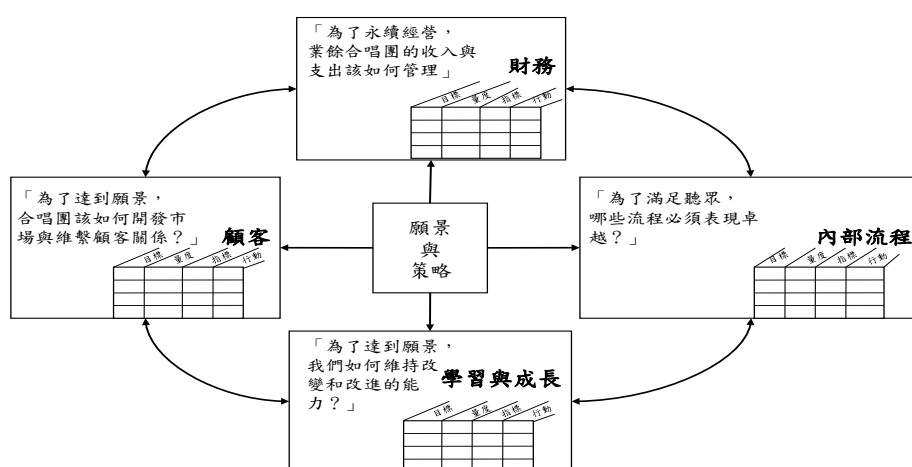 「為了永續經營，
業餘合唱團的收入與
支出該如何管理」
財務
目標 量度 指標 行動
「為了達到願景，
合唱團該如何開發市
場與維繫顧客關係？」
顧客
目標 量度 指標 行動
願景
與
策略
「為了滿足聽眾，
哪些流程必須表現卓
越？」
內部流程
目標 量度 指標 行動
「為了達到願景，
我們如何維持改
變和改進的能
力？」
學習與成長
目標 量度 指標 行動